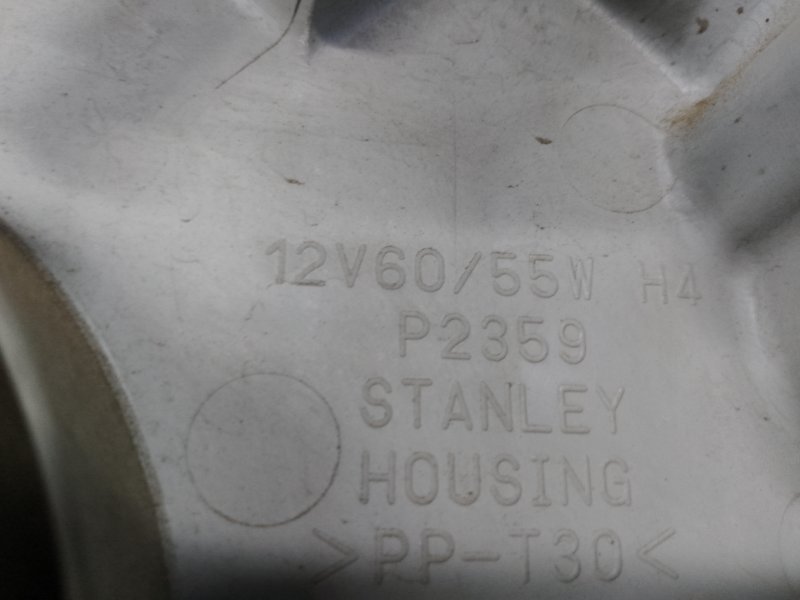 12V60/55W H4
P2359
STANLEY
HOUSING
>PP-T30<